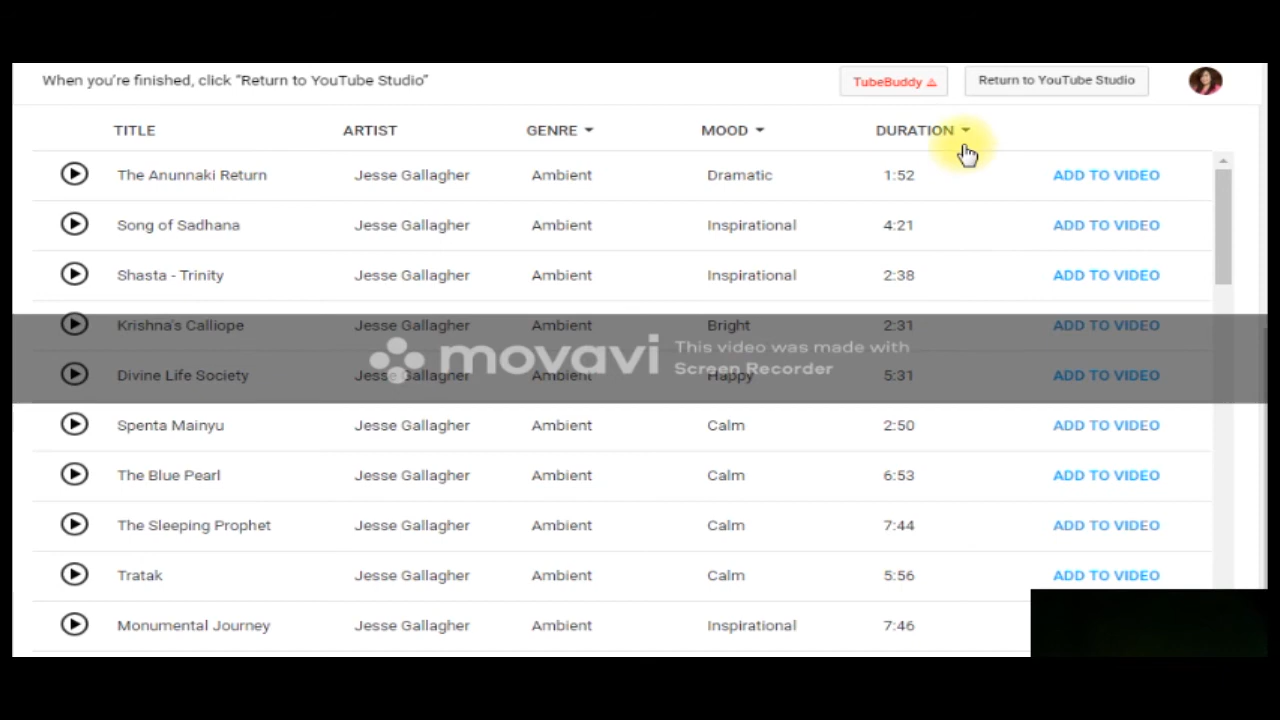 When you're finished, click "Return to YouTube Studio" TubeBuddy Return to YouTube Studio
TITLE ARTIST GENRE MOOD DURATION
The Anunnaki Return Jesse Gallagher Ambient Dramatic 1:52 ADD TO VIDEO
Song of Sadhana Jesse Gallagher Ambient Inspirational 4:21 ADD TO VIDEO
Shasta - Trinity Jesse Gallagher Ambient Inspirational 2:38 ADD TO VIDEO
Krishna's Calliope Jesse Gallagher Ambient Bright 2:31 ADD TO VIDEO
movavi This video was made with
Screen Recorder
Divine Life Society Jesse Gallagher Ambient Happy 5:31 ADD TO VIDEO
Spenta Mainyu Jesse Gallagher Ambient Calm 2:50 ADD TO VIDEO
The Blue Pearl Jesse Gallagher Ambient Calm 6:53 ADD TO VIDEO
The Sleeping Prophet Jesse Gallagher Ambient Calm 7:44 ADD TO VIDEO
Tratak Jesse Gallagher Ambient Calm 5:56 ADD TO VIDEO
Monumental Journey Jesse Gallagher Ambient Inspirational 7:46